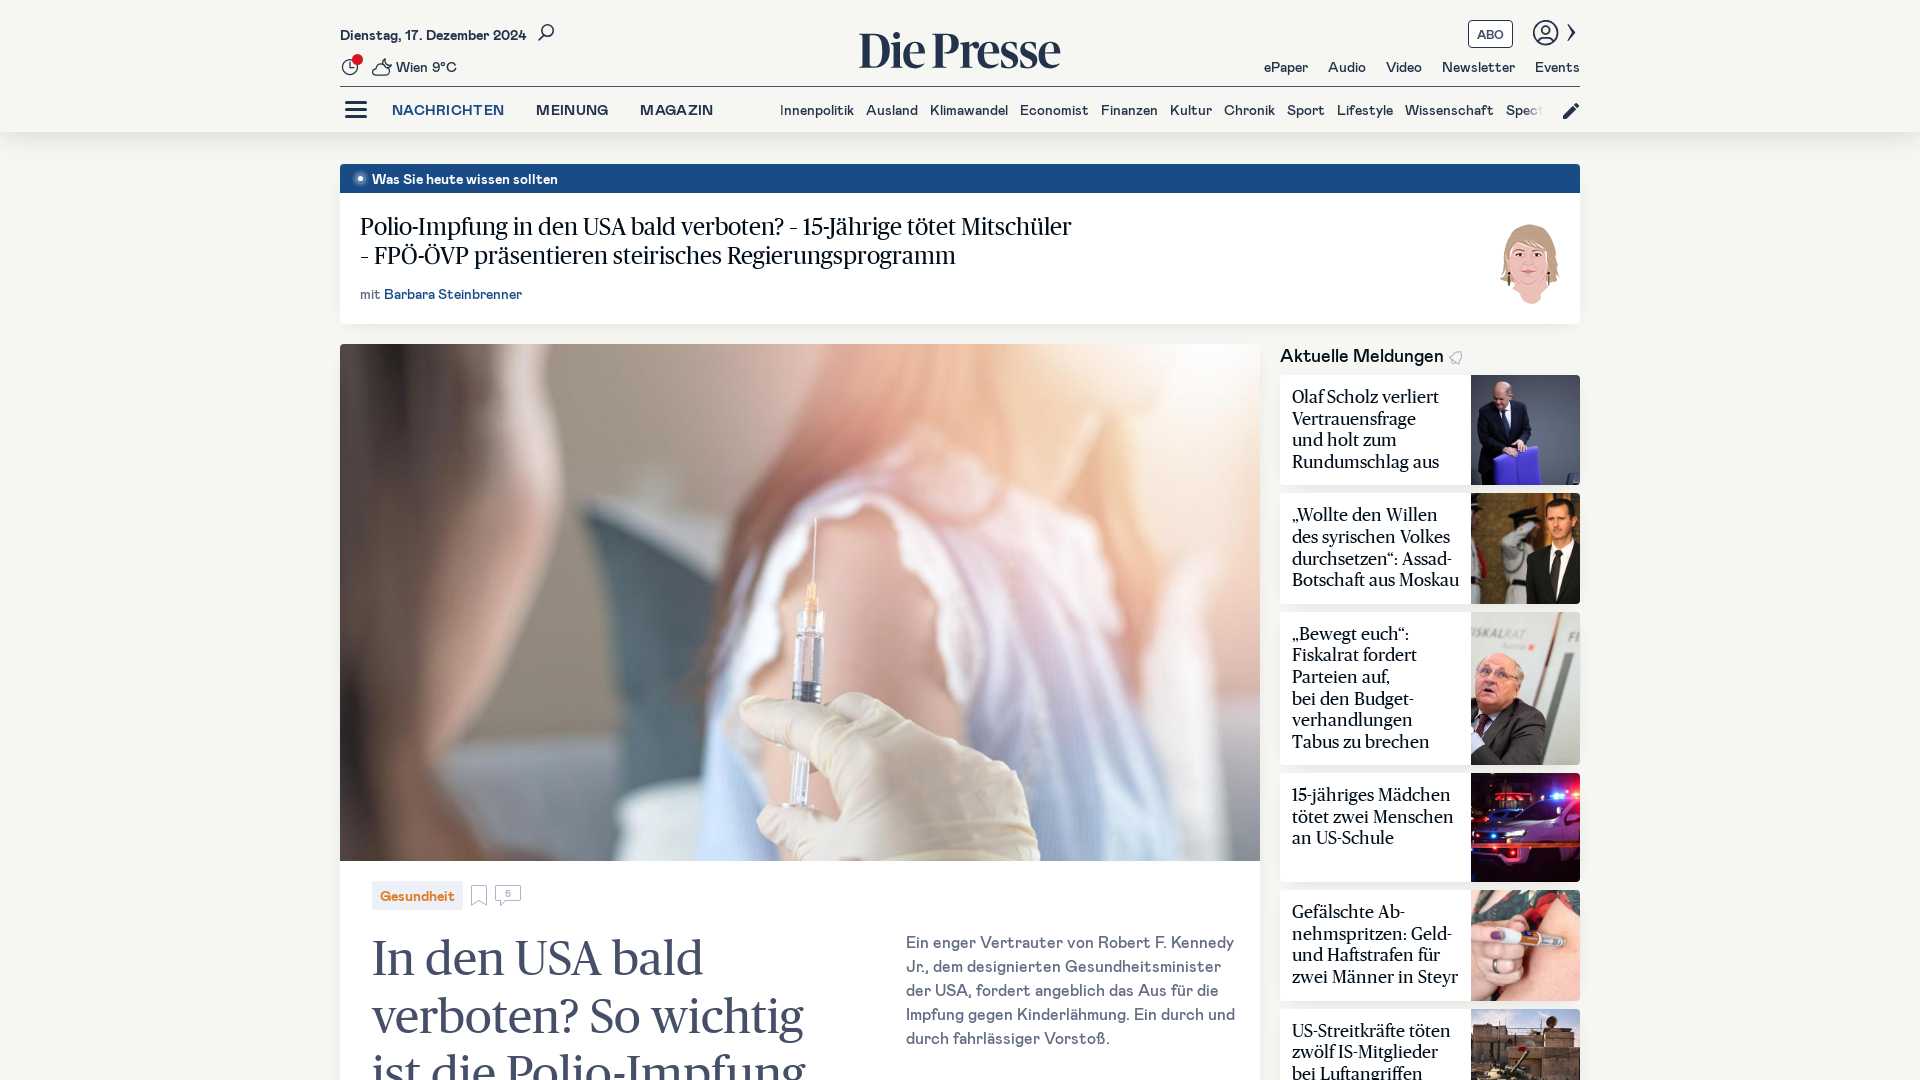 Dienstag, 17. Dezember 2024
Die Presse
ABO
Wien 9°C
ePaper Audio Video Newsletter Events
NACHRICHTEN MEINUNG MAGAZIN
Innenpolitik Ausland Klimawandel Economist Finanzen Kultur Chronik Sport Lifestyle Wissenschaft Spect
Was Sie heute wissen sollten
Polio-Impfung in den USA bald verboten? – 15-Jährige tötet Mitschüler
– FPÖ-ÖVP präsentieren steirisches Regierungsprogramm
mit Barbara Steinbrenner
Gesundheit
5
In den USA bald
verboten? So wichtig
ist die Polio-Impfung
Ein enger Vertrauter von Robert F. Kennedy
Jr., dem designierten Gesundheitsminister
der USA, fordert angeblich das Aus für die
Impfung gegen Kinderlähmung. Ein durch und
durch fahrlässiger Vorstoß.
Aktuelle Meldungen
Olaf Scholz verliert
Vertrauensfrage
und holt zum
Rundumschlag aus
„Wollte den Willen
des syrischen Volkes
durchsetzen“: Assad-
Botschaft aus Moskau
„Bewegt euch“:
Fiskalrat fordert
Parteien auf,
bei den Budget-
verhandlungen
Tabus zu brechen
FISKALRAT
15-jähriges Mädchen
tötet zwei Menschen
an US-Schule
Gefälschte Ab-
nehmspritzen: Geld-
und Haftstrafen für
zwei Männer in Steyr
US-Streitkräfte töten
zwölf IS-Mitglieder
bei Luftangriffen